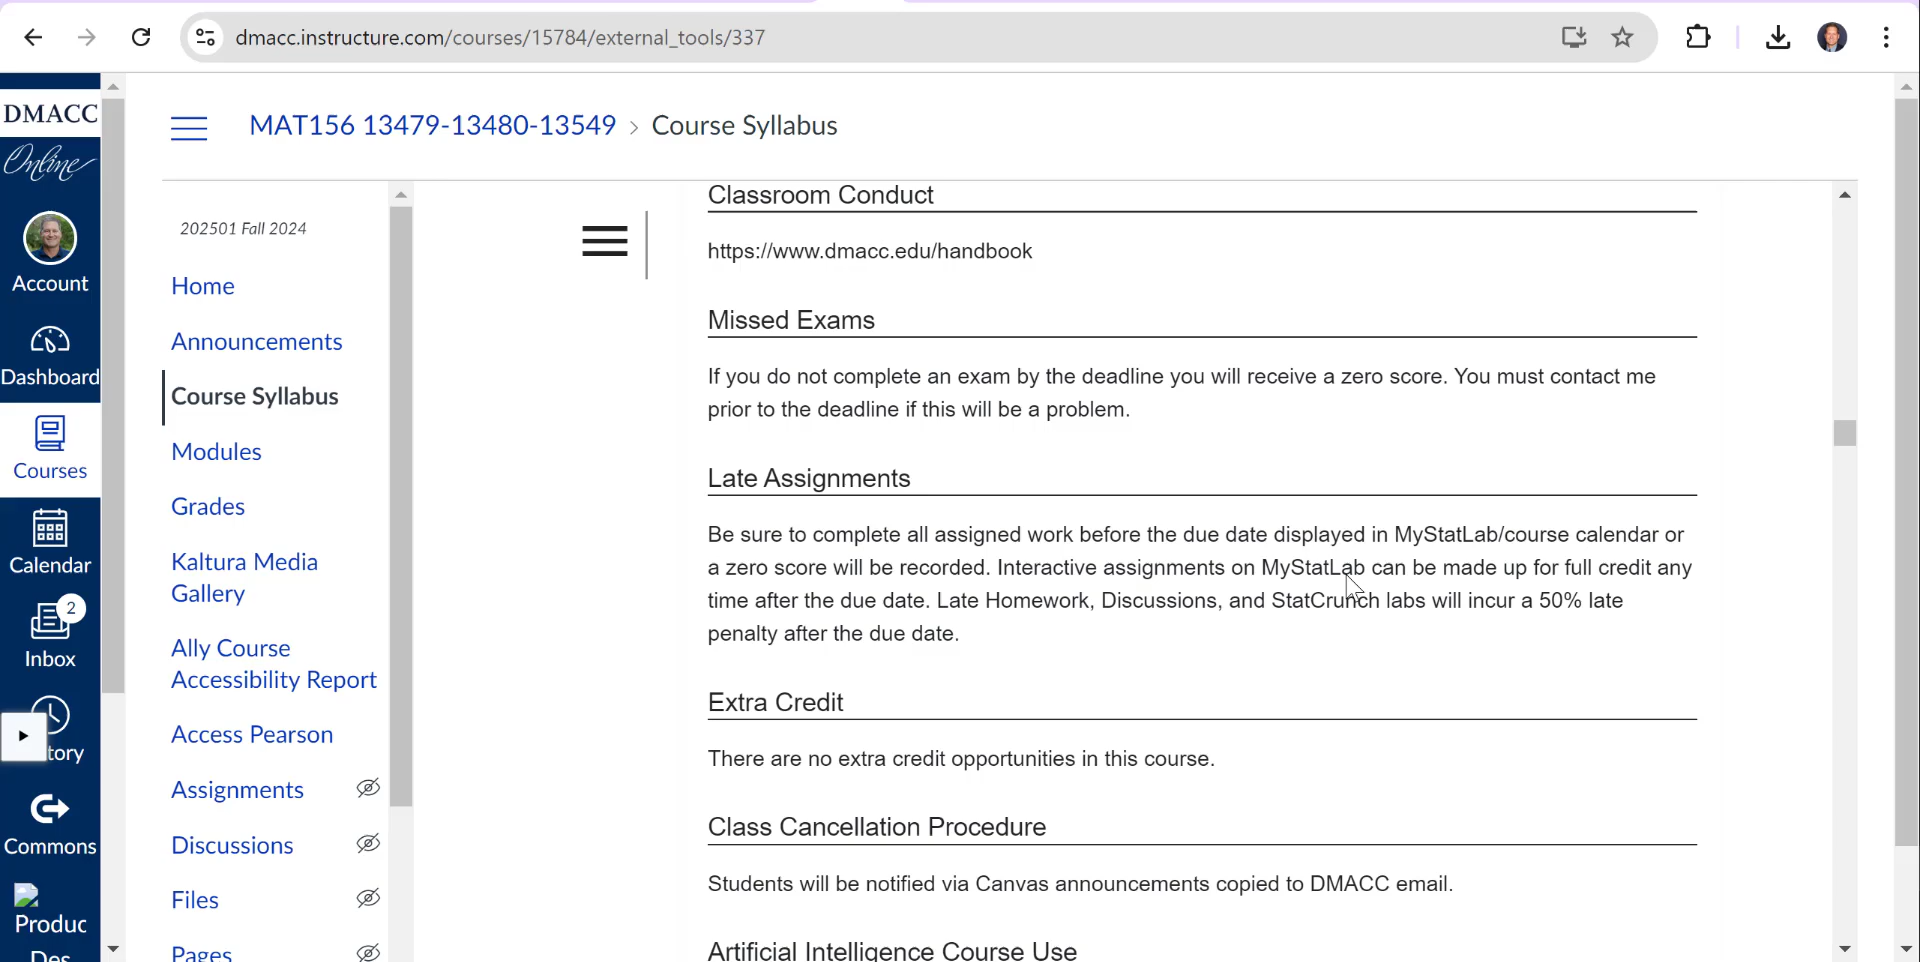 dmacc.instructure.com/courses/15784/external_tools/337
DMACC
Online
Account
Dashboard
Courses
Calendar
2
Inbox
tory
Commons
Produc
Des
MAT156 13479-13480-13549 > Course Syllabus
202501 Fall 2024
Home
Announcements
Course Syllabus
Modules
Grades
Kaltura Media
Gallery
Ally Course
Accessibility Report
Access Pearson
Assignments
Discussions
Files
Pages
Classroom Conduct
https://www.dmacc.edu/handbook
Missed Exams
If you do not complete an exam by the deadline you will receive a zero score. You must contact me
prior to the deadline if this will be a problem.
Late Assignments
Be sure to complete all assigned work before the due date displayed in MyStatLab/course calendar or
a zero score will be recorded. Interactive assignments on MyStatLab can be made up for full credit any
time after the due date. Late Homework, Discussions, and StatCrunch labs will incur a 50% late
penalty after the due date.
Extra Credit
There are no extra credit opportunities in this course.
Class Cancellation Procedure
Students will be notified via Canvas announcements copied to DMACC email.
Artificial Intelligence Course Use